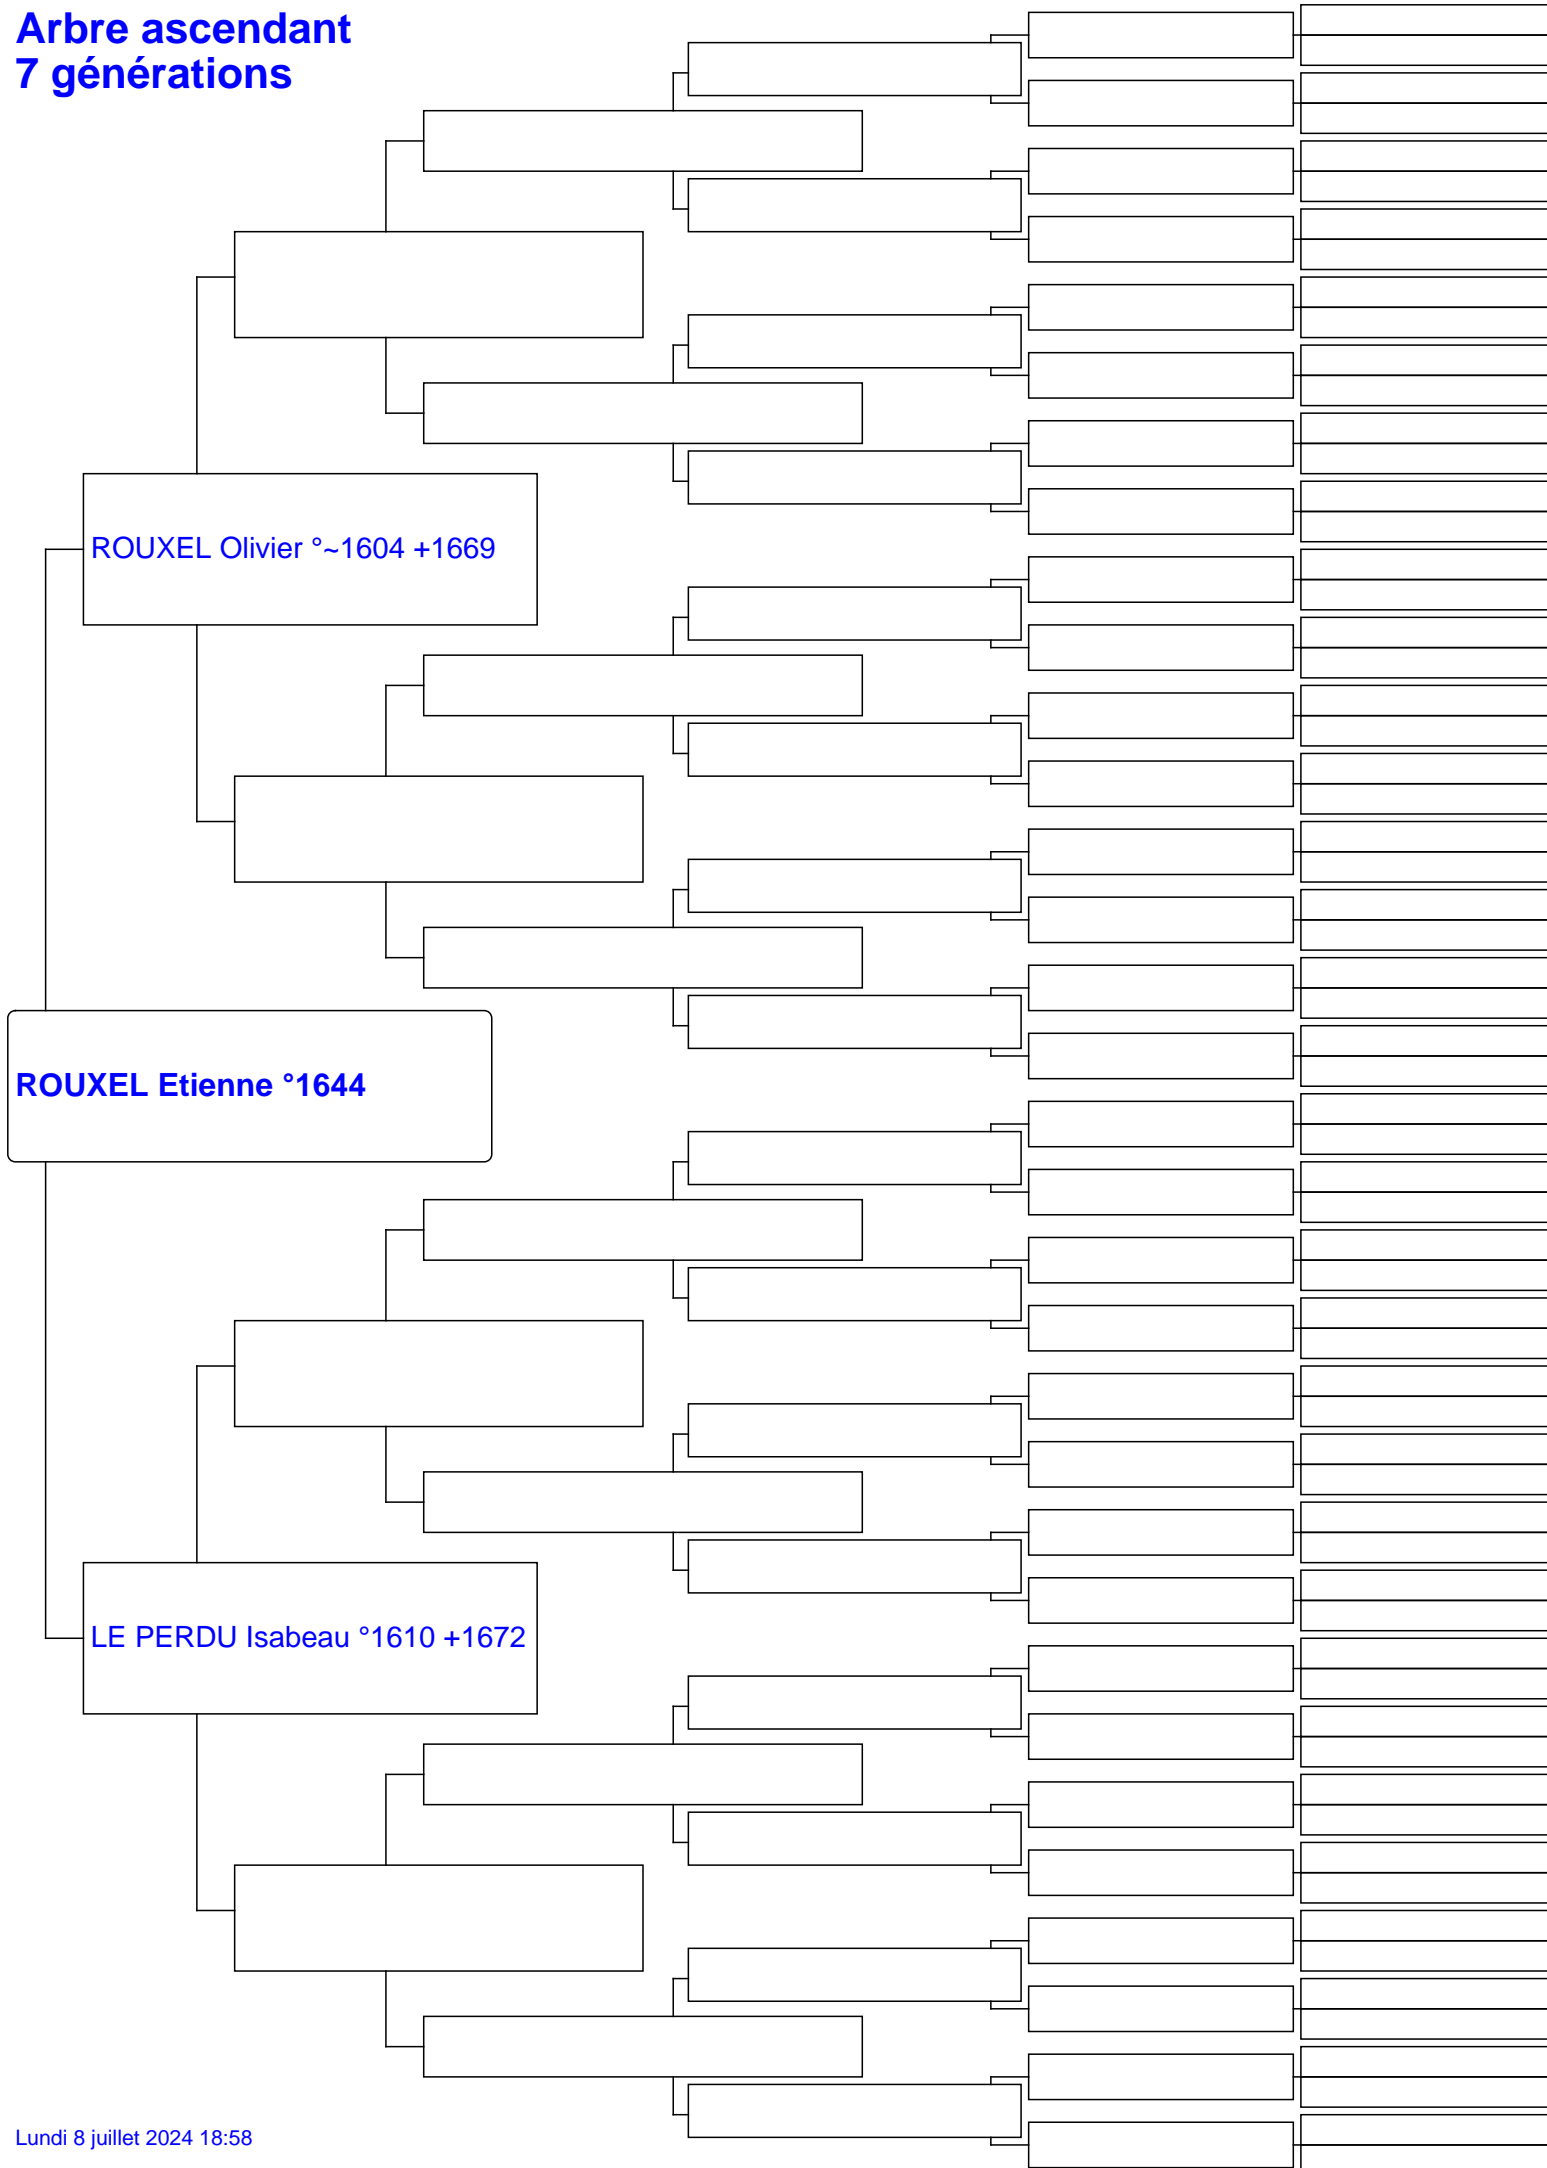 Arbre ascendant
7 générations
ROUXEL Olivier °~1604 +1669
ROUXEL Etienne °1644
LE PERDU Isabeau °1610 +1672
Lundi 8 juillet 2024 18:58